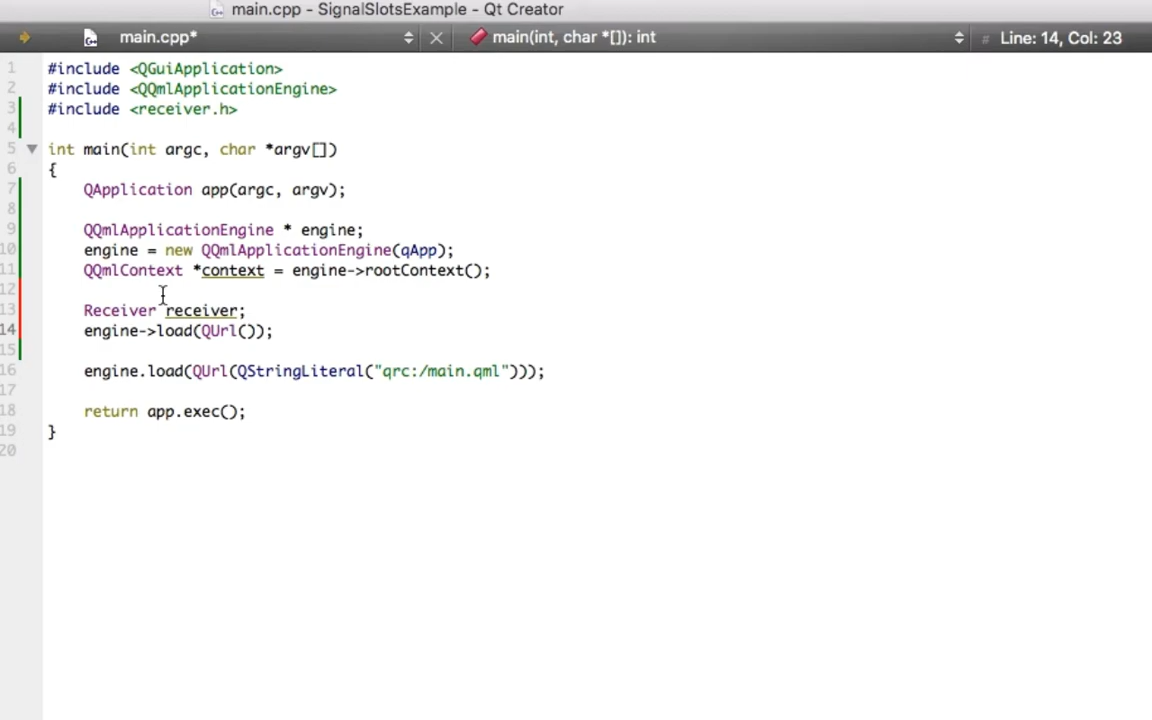 main.cpp - SignalSlotsExample - Qt Creator
main.cpp* main(int, char *[]): int # Line: 14, Col: 23
1 #include <QGuiApplication>
2 #include <QQmlApplicationEngine>
3 #include <receiver.h>
4
5 int main(int argc, char *argv[])
6 {
7 QApplication app(argc, argv);
8
9 QQmlApplicationEngine * engine;
10 engine = new QQmlApplicationEngine(qApp);
11 QQmlContext *context = engine->rootContext();
12
13 Receiver receiver;
14 engine->load(QUrl());
15
16 engine.load(QUrl(QStringLiteral("qrc:/main.qml")));
17
18 return app.exec();
19 }
20